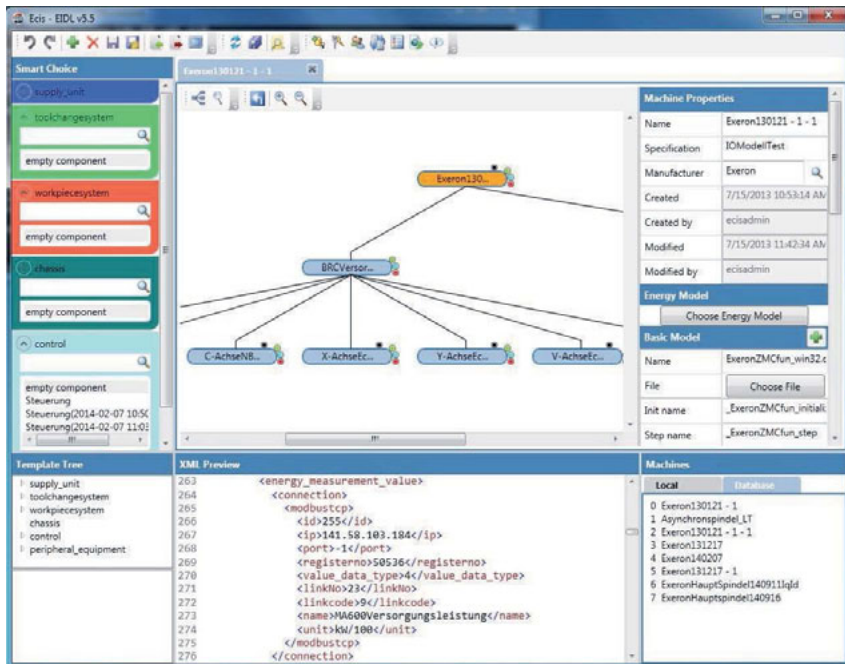 Ecis - EIDL v5.5
Smart Choice
supply_unit
toolchangesystem
empty component
workpiecesystem
empty component
chassis
empty component
control
empty component
Steuerung
Steuerung(2014-02-07 10:50
Steuerung(2014-02-07 11:03
Exeron130121 - 1 - 1
Exeron130...
BRCVersor...
C-AchseNB...
X-AchseEc...
Y-AchseEc...
V-AchseEc...
Machine Properties
Name Exeron130121 - 1 - 1
Specification IOModellTest
Manufacturer Exeron
Created 7/15/2013 10:53:14 AM
Created by ecisadmin
Modified 7/15/2013 11:42:34 AM
Modified by ecisadmin
Energy Model
Choose Energy Model
Basic Model
Name ExeronZMCfun_win32.c
File Choose File
Init name _ExeronZMCfun_initiali
Step name _ExeronZMCfun_step
Template Tree
supply_unit
toolchangesystem
workpiecesystem
chassis
control
peripheral_equipment
XML Preview
263 <energy_measurement_value>
264 <connection>
265 <modbustcp>
266 <id>255</id>
267 <ip>141.58.103.184</ip>
268 <port>-1</port>
269 <registerno>50536</registerno>
270 <value_data_type>4</value_data_type>
271 <linkNo>23</linkNo>
272 <linkcode>9</linkcode>
273 <name>MA600Versorgungsleistung</name>
274 <unit>kW/100</unit>
275 </modbustcp>
276 </connection>
Machines
Local Database
0 Exeron130121 - 1
1 Asynchronspindel_LT
2 Exeron130121 - 1 - 1
3 Exeron131217
4 Exeron140207
5 Exeron131217 - 1
6 ExeronHauptSpindel140911lqld
7 ExeronHauptspindel140916